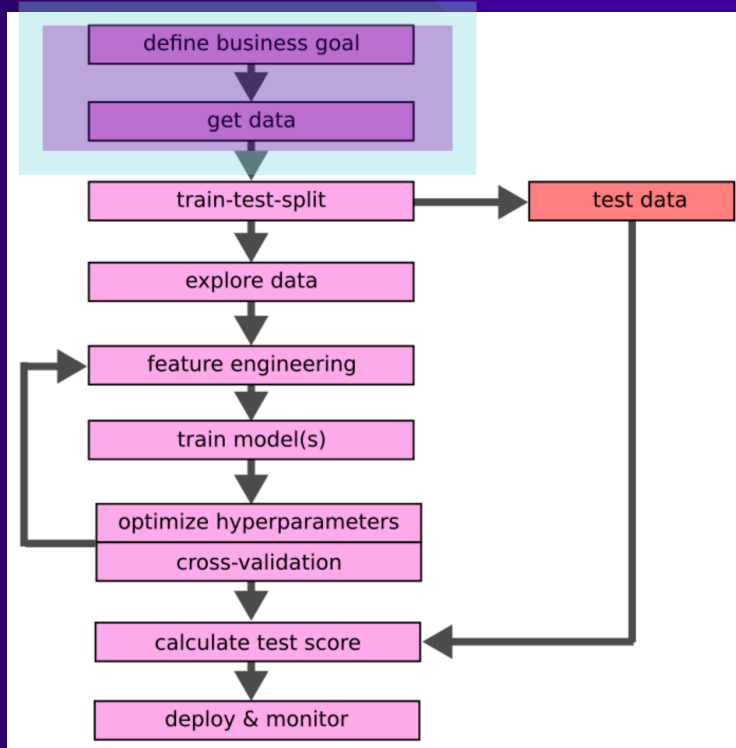 define business goal
get data
train-test-split
test data
explore data
feature engineering
train model(s)
optimize hyperparameters
cross-validation
calculate test score
deploy & monitor